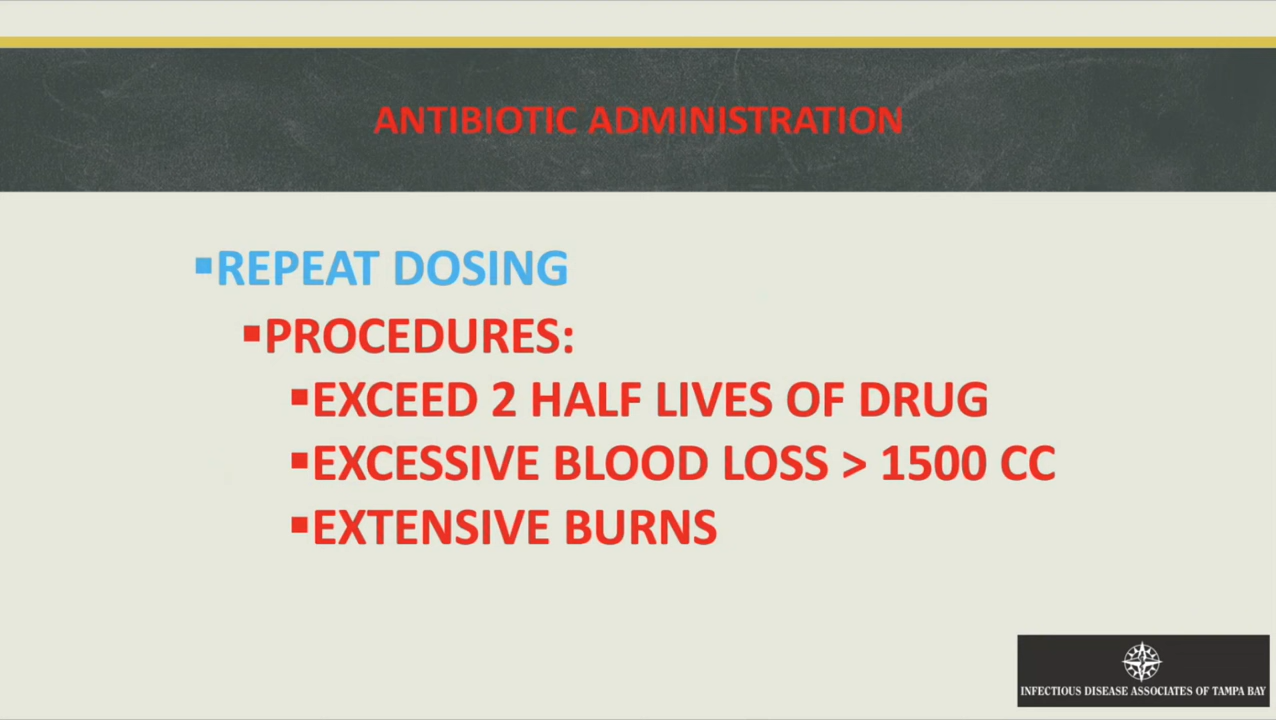 ANTIBIOTIC ADMINISTRATION
▪REPEAT DOSING
▪PROCEDURES:
▪EXCEED 2 HALF LIVES OF DRUG
▪EXCESSIVE BLOOD LOSS > 1500 CC
▪EXTENSIVE BURNS
INFECTIOUS DISEASE ASSOCIATES OF TAMPA BAY